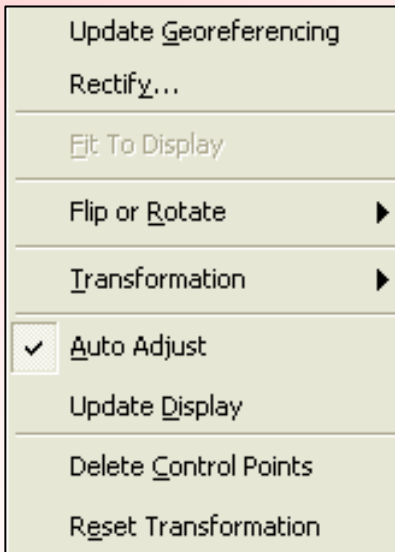 Update Georeferencing
Rectify...
Fit To Display
Flip or Rotate
Transformation
Auto Adjust
Update Display
Delete Control Points
Reset Transformation